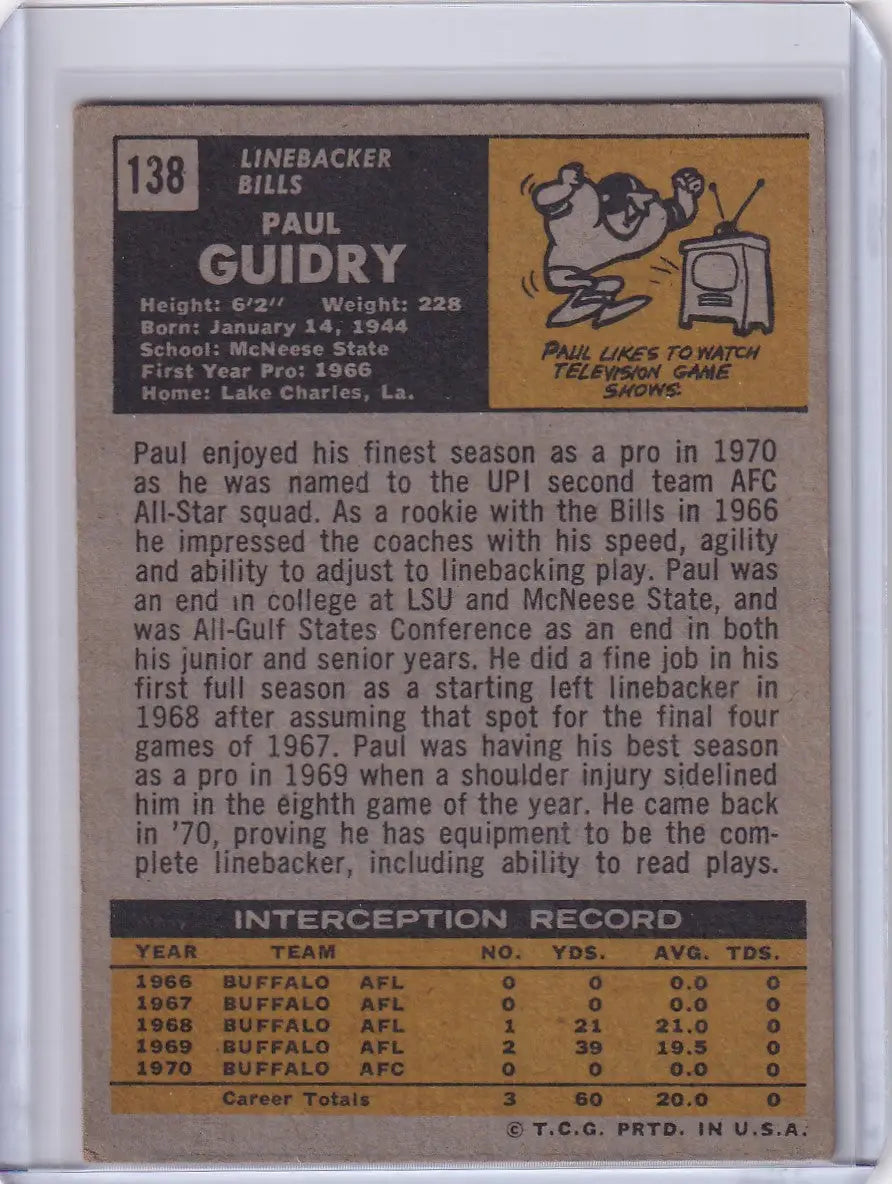 138
LINEBACKER
BILLS
PAUL
GUIDRY
Height: 6'2" Weight: 228
Born: January 14, 1944
School: McNeese State
First Year Pro: 1966
Home: Lake Charles, La.
PAUL LIKES TO WATCH
TELEVISION GAME
SHOWS.
Paul enjoyed his finest season as a pro in 1970
as he was named to the UPI second team AFC
All-Star squad. As a rookie with the Bills in 1966
he impressed the coaches with his speed, agility
and ability to adjust to linebacking play. Paul was
an end in college at LSU and McNeese State, and
was All-Gulf States Conference as an end in both
his junior and senior years. He did a fine job in his
first full season as a starting left linebacker in
1968 after assuming that spot for the final four
games of 1967. Paul was having his best season
as a pro in 1969 when a shoulder injury sidelined
him in the eighth game of the year. He came back
in '70, proving he has equipment to be the com-
plete linebacker, including ability to read plays.
INTERCEPTION RECORD
YEAR TEAM NO. YDS. AVG. TDS.
1966 BUFFALO AFL 0 0 0.0 0
1967 BUFFALO AFL 0 0 0.0 0
1968 BUFFALO AFL 1 21 21.0 0
1969 BUFFALO AFL 2 39 19.5 0
1970 BUFFALO AFC 0 0 0.0 0
Career Totals 3 60 20.0 0
© T.C.G. PRTD. IN U.S.A.